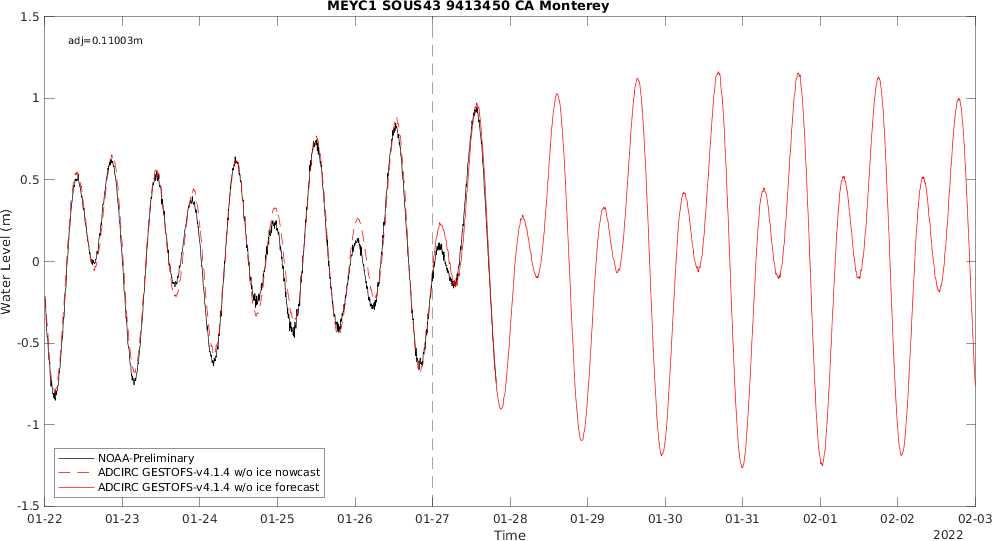 MEYC1 SOUS43 9413450 CA Monterey
adj=0.11003m
Water Level (m)
1.5
1
0.5
0
-0.5
-1
-1.5
NOAA-Preliminary
ADCIRC GESTOFS-v4.1.4 w/o ice nowcast
ADCIRC GESTOFS-v4.1.4 w/o ice forecast
01-22 01-23 01-24 01-25 01-26 01-27 01-28 01-29 01-30 01-31 02-01 02-02 02-03
Time
2022